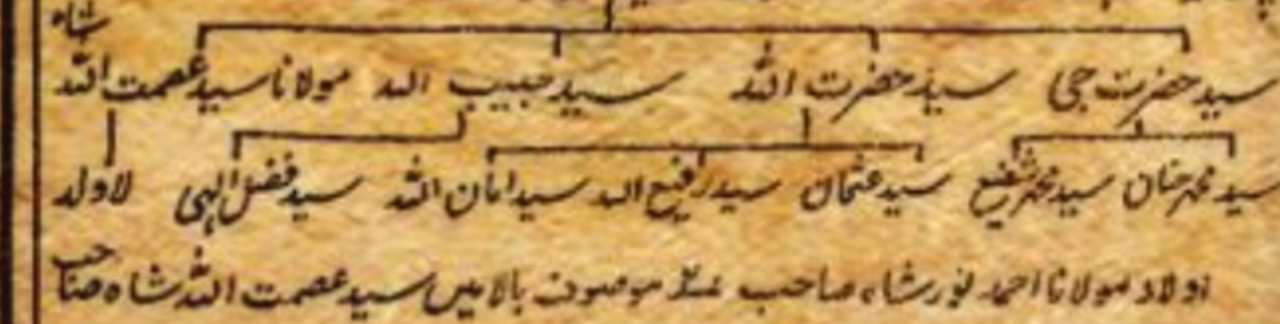 سید حضرت جی سید حضرت اللہ سید حبیب اللہ مولانا سید عصمت اللہ شاہ
سید محمد حنان سید محمد شفیع سید عثمان سید رفیع اللہ سید امان اللہ سید فضل الہی لاولد
اولاد مولانا احمد نور شاہ صاحب موصوف بالا میں سید عصمت اللہ شاہ صاحب